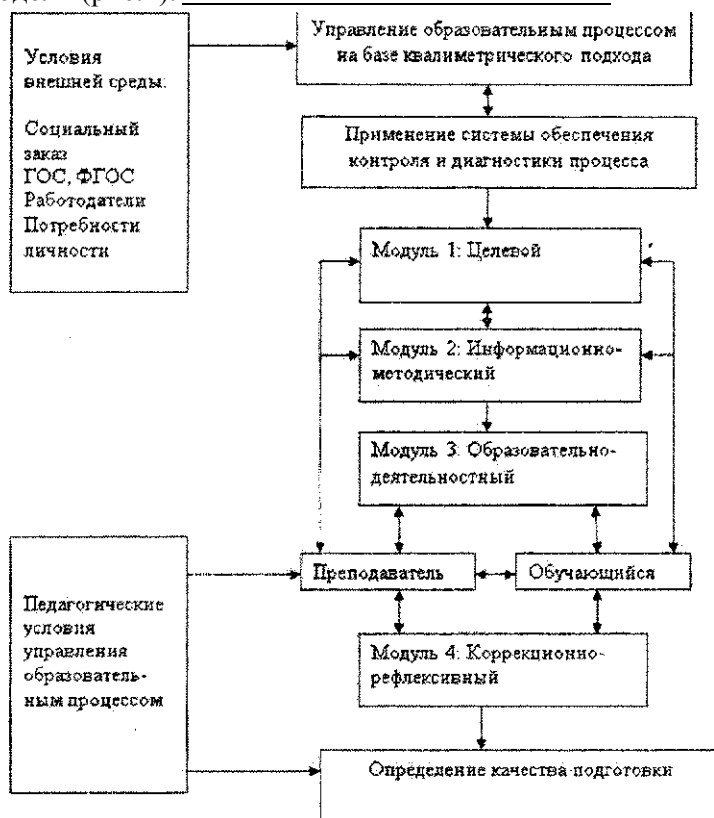 Управление образовательным процессом
на базе квалиметрического подхода
Условия
внешней среды:
Социальный
заказ
ГОС, ФГОС
Работодатели
Потребности
личности
Применение системы обеспечения
контроля и диагностики процесса
Модуль 1: Целевой
Модуль 2: Информационно-
методический
Модуль 3: Образовательно-
деятельностный
Преподаватель
Обучающийся
Педагогические
условия
управления
образователь-
ным процессом
Модуль 4: Коррекционно-
рефлексивный
Определение качества подготовки